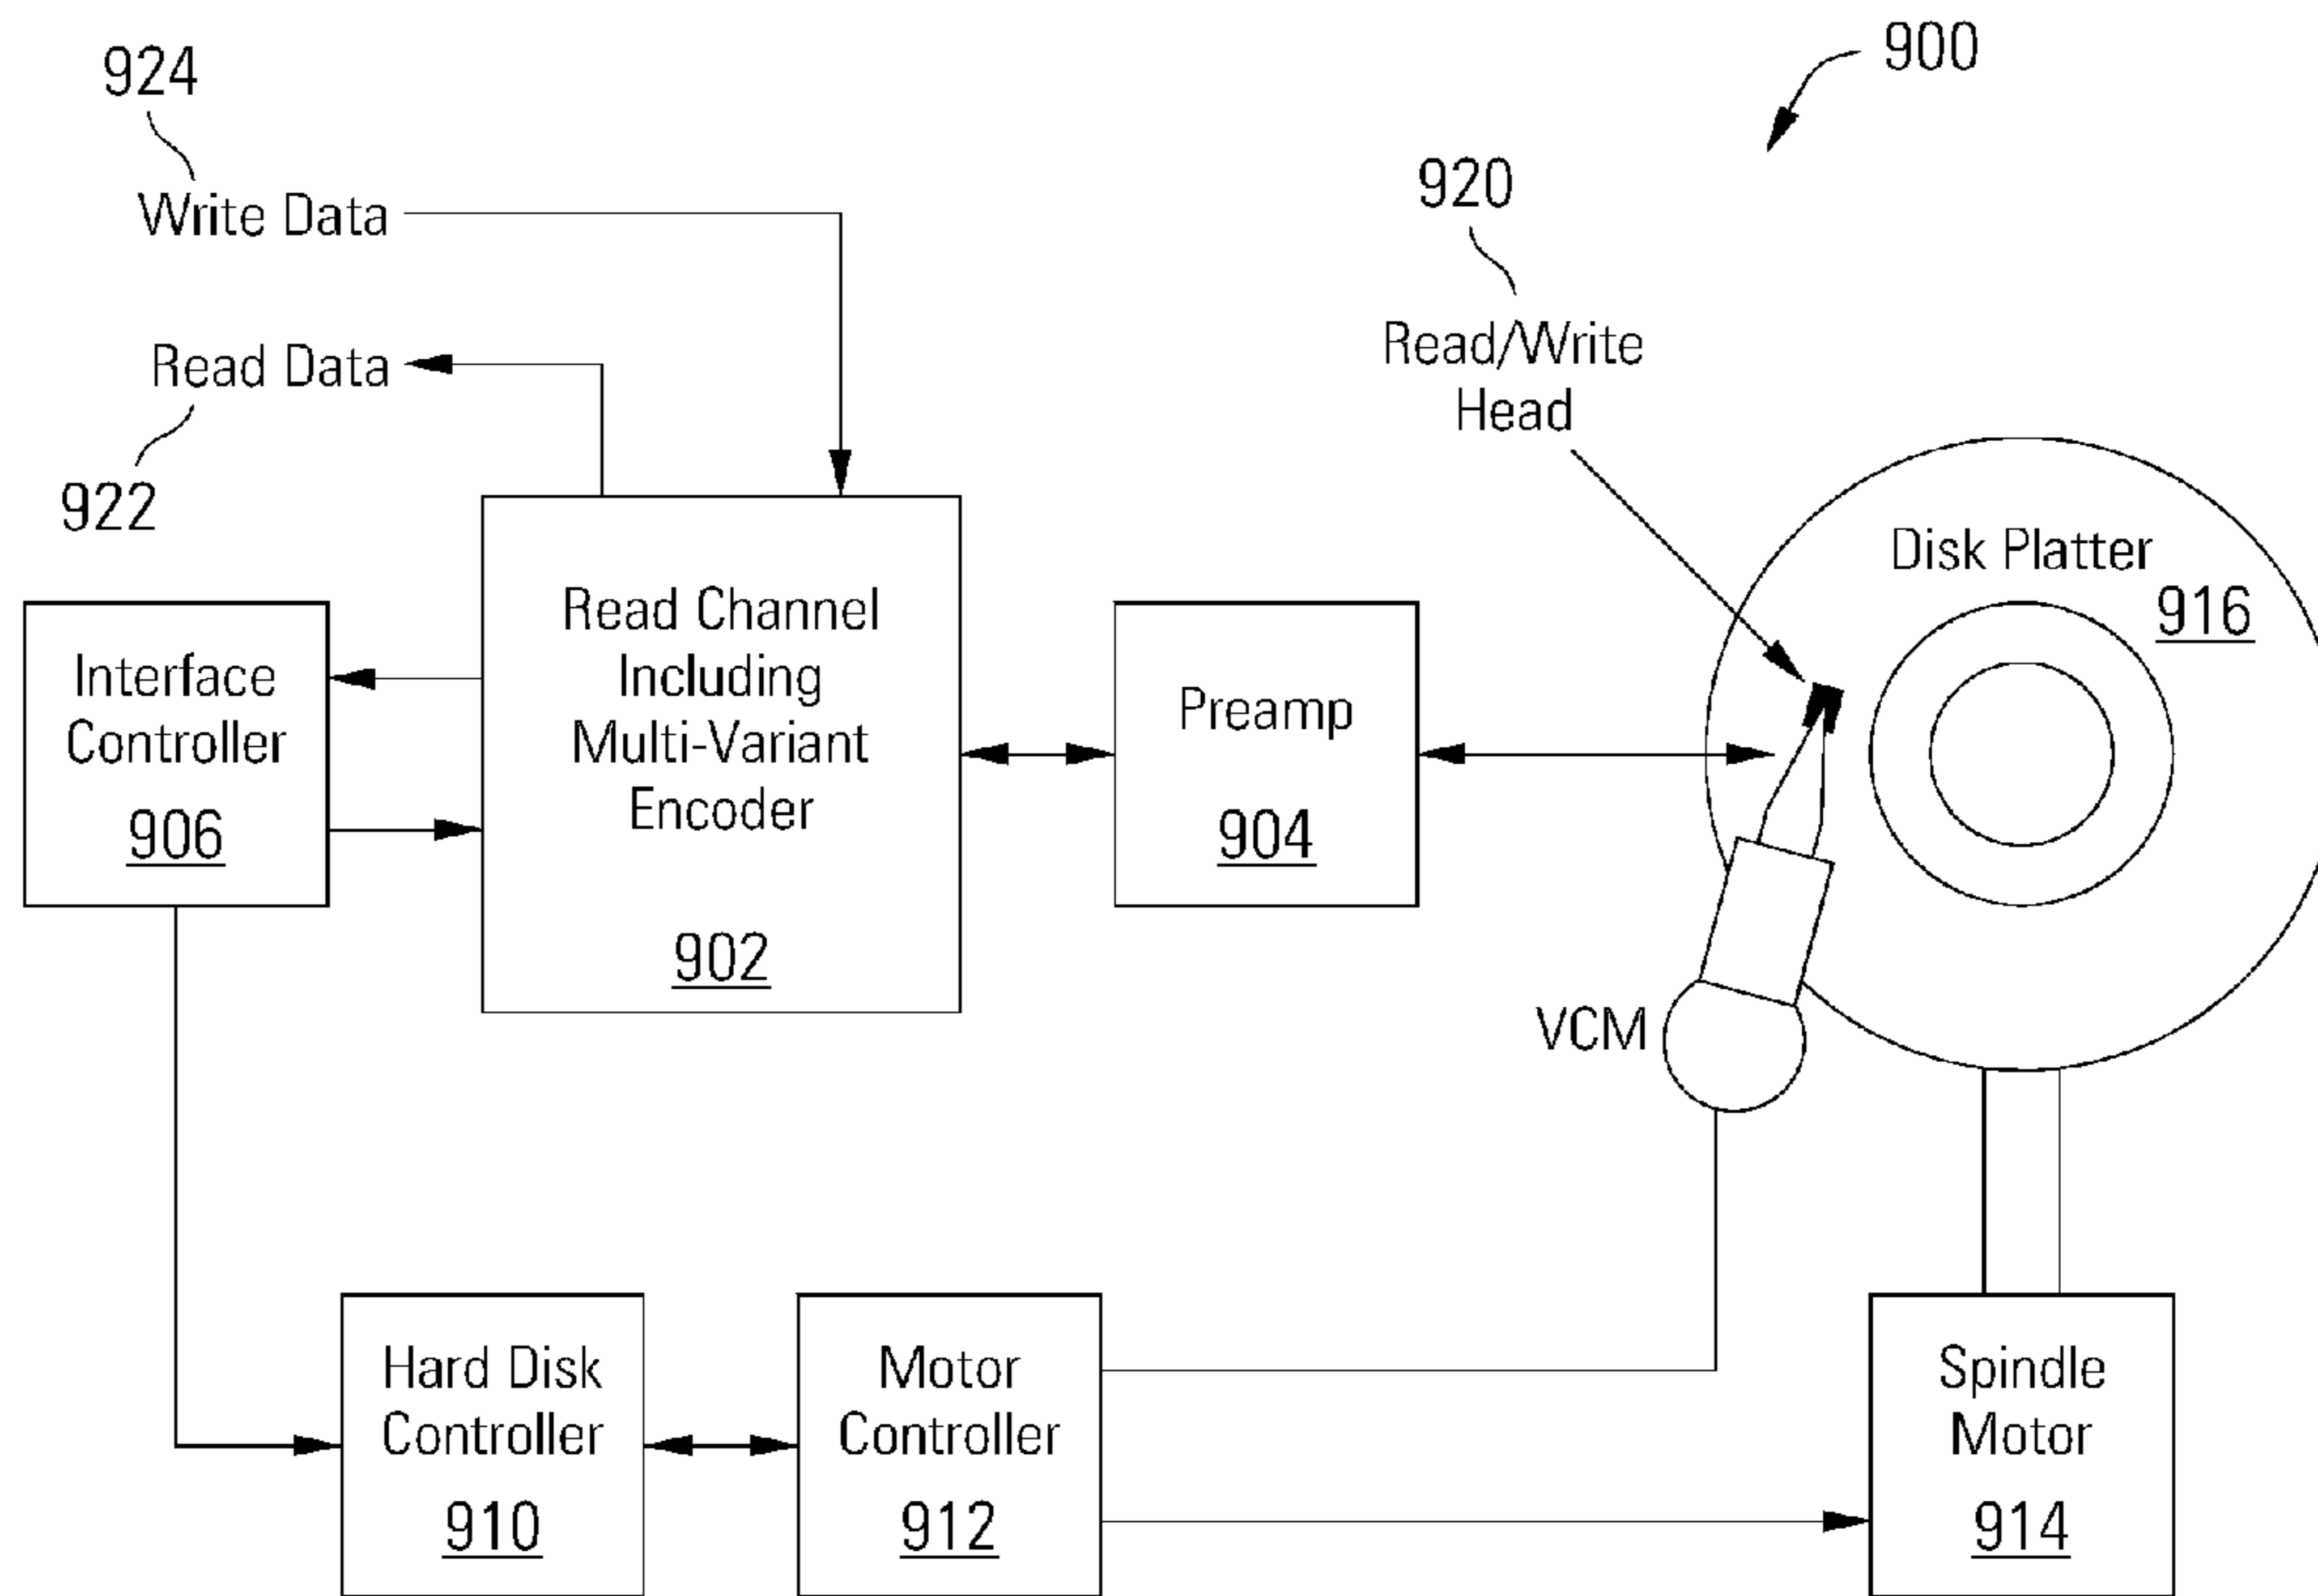 900
924
Write Data
920
Read/Write
Head
Read Data
922
Disk Platter
916
Read Channel
Including
Multi-Variant
Encoder
902
Interface
Controller
906
Preamp
904
VCM
Hard Disk
Controller
910
Motor
Controller
912
Spindle
Motor
914